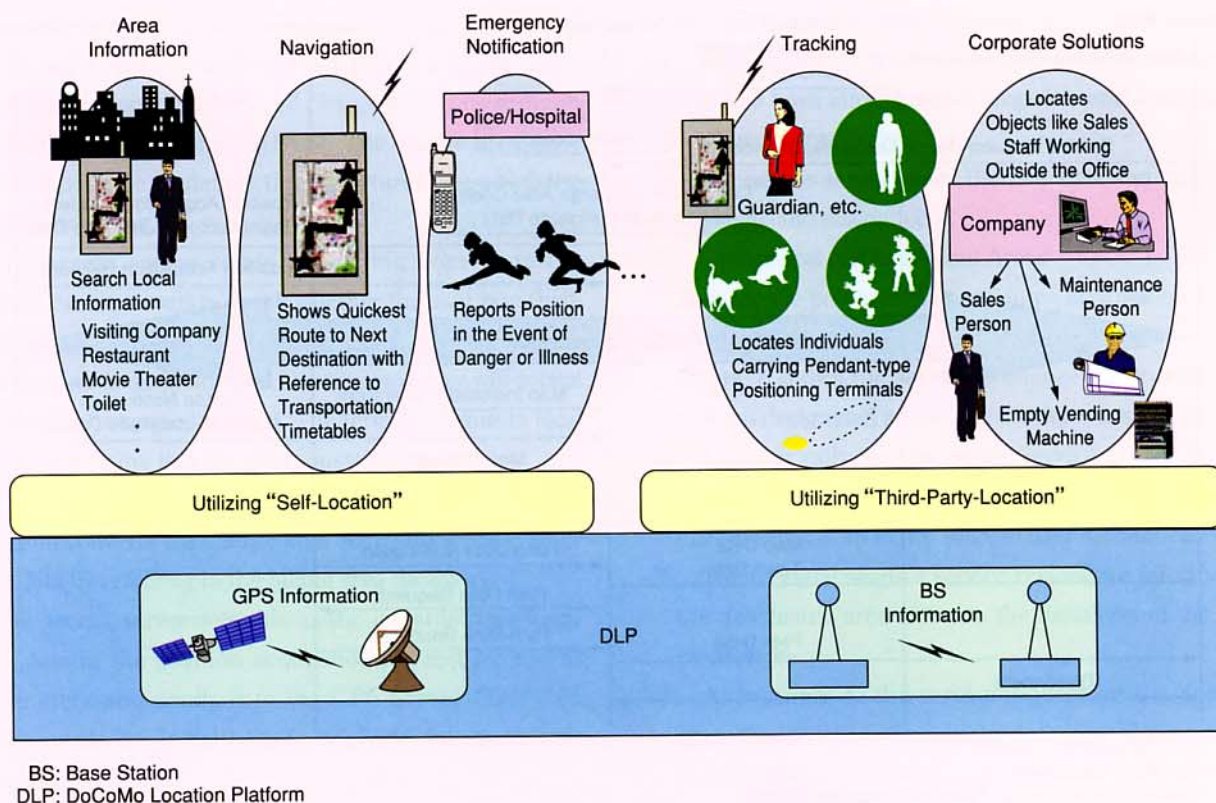 Area
Information
Navigation
Emergency
Notification
Tracking
Corporate Solutions
Police/Hospital
Search Local
Information
Visiting Company
Restaurant
Movie Theater
Toilet
.
Shows Quickest
Route to Next
Destination with
Reference to
Transportation
Timetables
Reports Position
in the Event of
Danger or Illness
...
Guardian, etc.
Locates Individuals
Carrying Pendant-type
Positioning Terminals
Locates
Objects like Sales
Staff Working
Outside the Office
Company
Sales
Person
Maintenance
Person
Empty Vending
Machine
Utilizing “Self-Location”
Utilizing “Third-Party-Location”
GPS Information
DLP
BS
Information
BS: Base Station
DLP: DoCoMo Location Platform